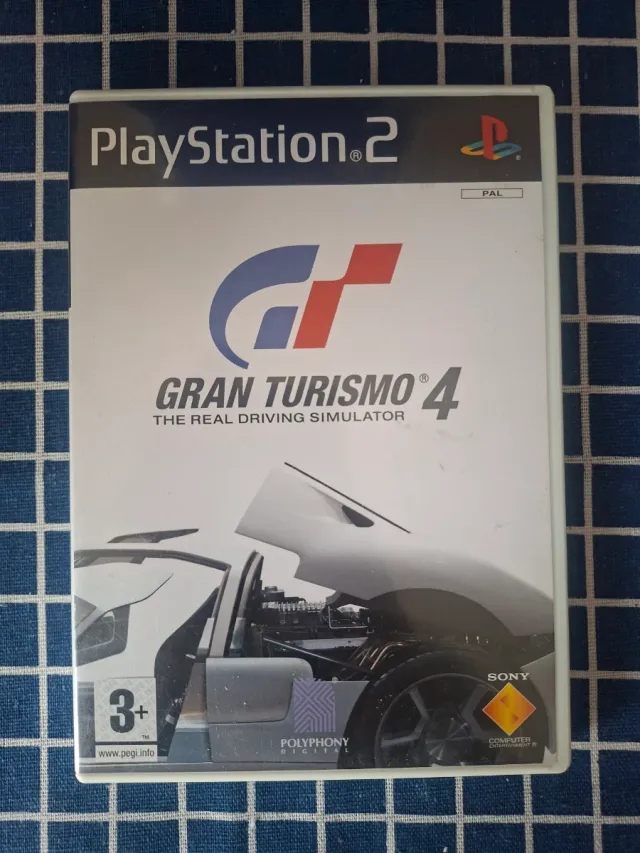 PlayStation®2
PAL
GRAN TURISMO® 4
THE REAL DRIVING SIMULATOR
3+
™
www.pegi.info
POLYPHONY
DIGITAL
SONY
COMPUTER
ENTERTAINMENT®